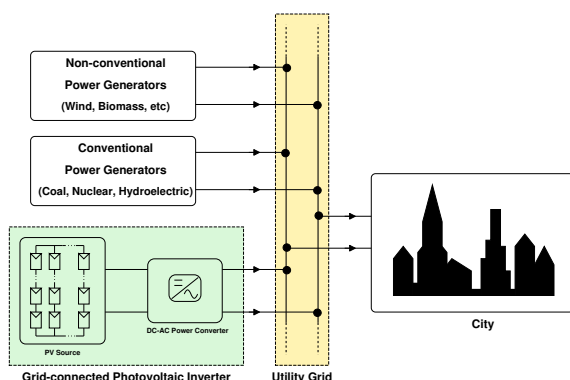 Non-conventional
Power Generators
(Wind, Biomass, etc)
Conventional
Power Generators
(Coal, Nuclear, Hydroelectric)
DC-AC Power Converter
PV Source
City
Grid-connected Photovoltaic Inverter
Utility Grid